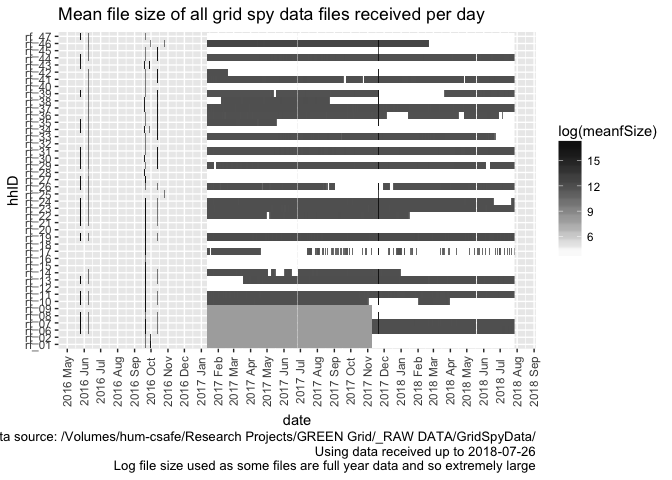 Mean file size of all grid spy data files received per day
hhID
rf_47
rf_46
rf_45
rf_44
rf_43
rf_42
rf_41
rf_40
rf_39
rf_38
rf_37
rf_36
rf_35
rf_34
rf_33
rf_32
rf_31
rf_30
rf_29
rf_28
rf_27
rf_26
rf_25
rf_24
rf_23
rf_22
rf_21
rf_20
rf_19
rf_18
rf_17
rf_14
rf_13
rf_12
rf_11
rf_10
rf_09
rf_08
rf_07
rf_06
rf_02
rf_01
2016 May
2016 Jun
2016 Jul
2016 Aug
2016 Sep
2016 Oct
2016 Nov
2016 Dec
2017 Jan
2017 Feb
2017 Mar
2017 Apr
2017 May
2017 Jun
2017 Jul
2017 Aug
2017 Sep
2017 Oct
2017 Nov
2017 Dec
2018 Jan
2018 Feb
2018 Mar
2018 Apr
2018 May
2018 Jun
2018 Jul
2018 Aug
2018 Sep
date
log(meanfSize)
15
12
9
6
ta source: /Volumes/hum-csafe/Research Projects/GREEN Grid/_RAW DATA/GridSpyData/
Using data received up to 2018-07-26
Log file size used as some files are full year data and so extremely large